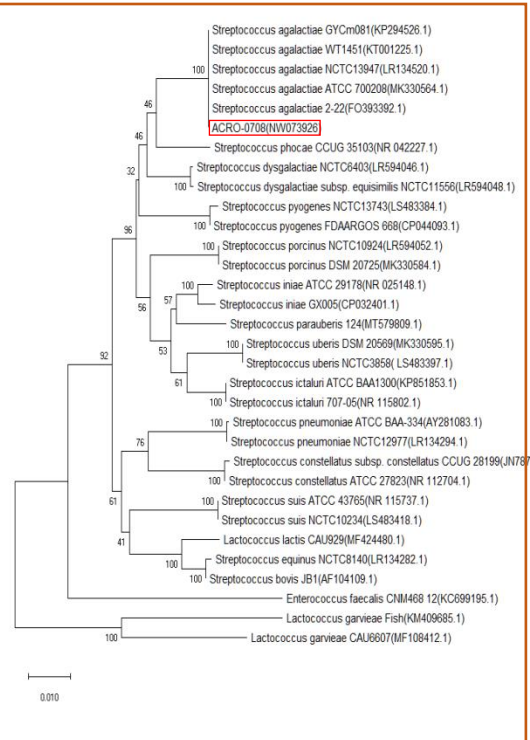 Streptococcus agalactiae GYCm081(KP294526.1)
Streptococcus agalactiae WT1451(KT001225.1)
Streptococcus agalactiae NCTC13947(LR134520.1)
Streptococcus agalactiae ATCC 700208(MK330564.1)
Streptococcus agalactiae 2-22(FO393392.1)
ACRO-0708(NW073926
Streptococcus phocae CCUG 35103(NR 042227.1)
Streptococcus dysgalactiae NCTC6403(LR594046.1)
Streptococcus dysgalactiae subsp. equisimilis NCTC11556(LR594048.1)
Streptococcus pyogenes NCTC13743(LS483384.1)
Streptococcus pyogenes FDAARGOS 668(CP044093.1)
Streptococcus porcinus NCTC10924(LR594052.1)
Streptococcus porcinus DSM 20725(MK330584.1)
Streptococcus iniae ATCC 29178(NR 025148.1)
Streptococcus iniae GX005(CP032401.1)
Streptococcus parauberis 124(MT579809.1)
Streptococcus uberis DSM 20569(MK330595.1)
Streptococcus uberis NCTC3858( LS483397.1)
Streptococcus ictaluri ATCC BAA1300(KP851853.1)
Streptococcus ictaluri 707-05(NR 115802.1)
Streptococcus pneumoniae ATCC BAA-334(AY281083.1)
Streptococcus pneumoniae NCTC12977(LR134294.1)
Streptococcus constellatus subsp. constellatus CCUG 28199(JN787
Streptococcus constellatus ATCC 27823(NR 112704.1)
Streptococcus suis ATCC 43765(NR 115737.1)
Streptococcus suis NCTC10234(LS483418.1)
Lactococcus lactis CAU929(MF424480.1)
Streptococcus equinus NCTC8140(LR134282.1)
Streptococcus bovis JB1(AF104109.1)
Enterococcus faecalis CNM468 12(KC699195.1)
Lactococcus garvieae Fish(KM409685.1)
Lactococcus garvieae CAU6607(MF108412.1)
100
46
46
32
100
100
96
100
56
57
100
53
100
61
100
92
100
76
100
61
100
41
100
100
0.010